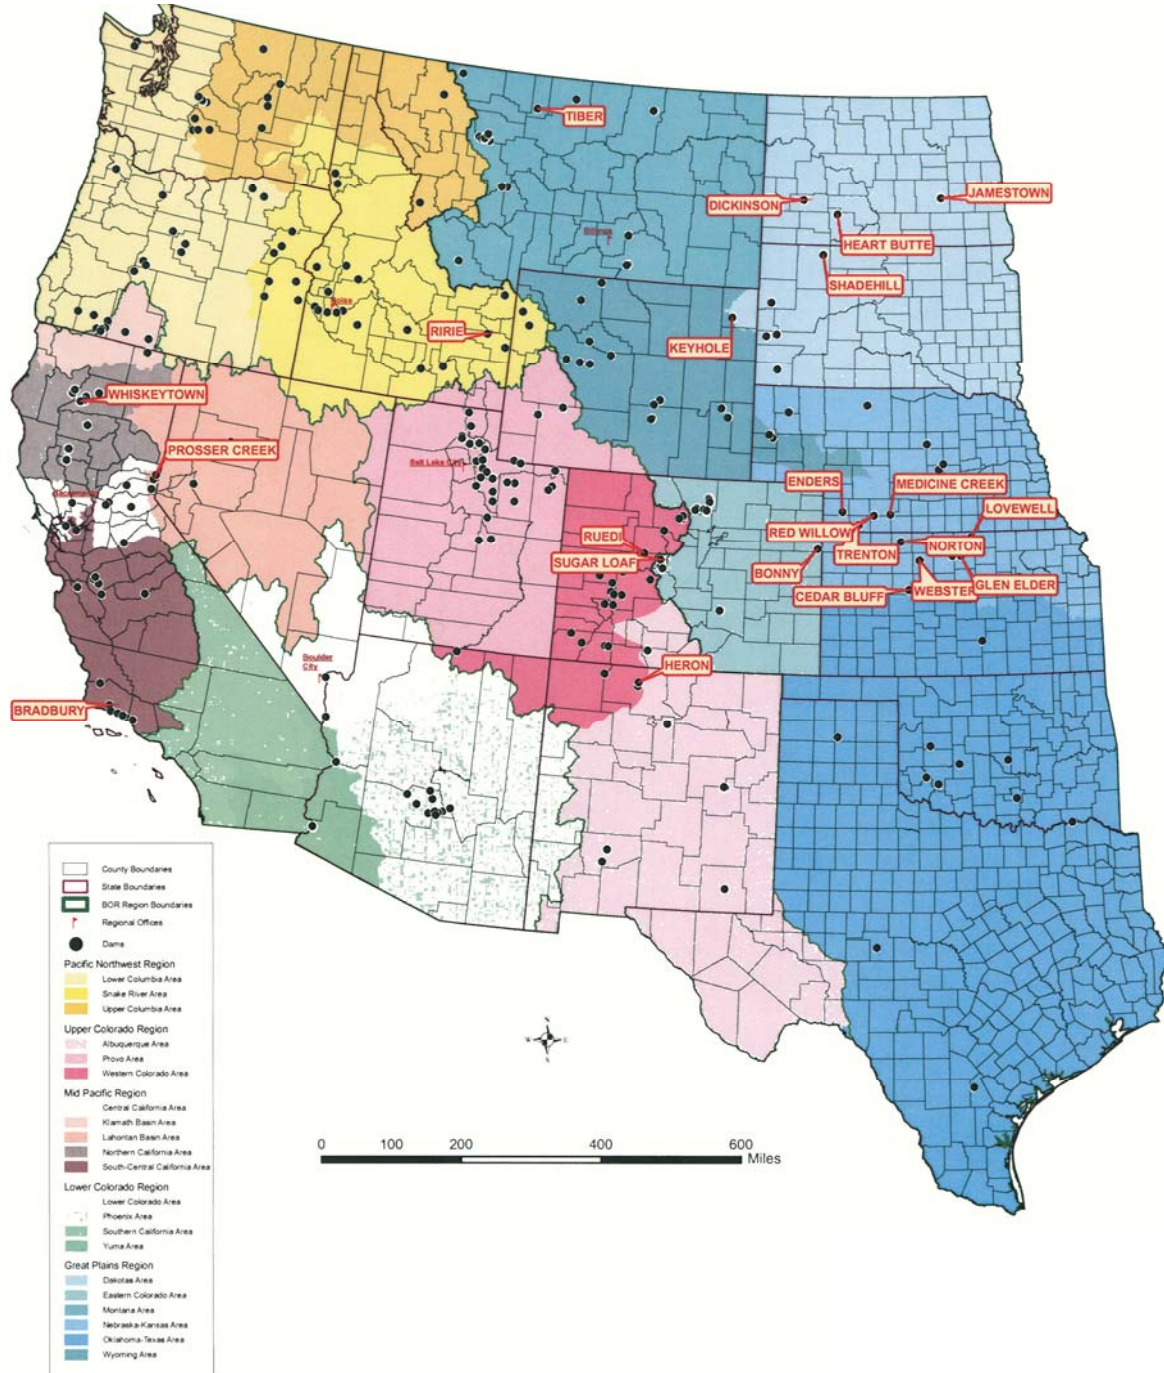 TIBER
DICKINSON
JAMESTOWN
HEART BUTTE
SHADEHILL
Billings
Boise
RIRIE
KEYHOLE
WHISKEYTOWN
PROSSER CREEK
Salt Lake City
Sacramento
ENDERS
MEDICINE CREEK
LOVEWELL
RED WILLOW
RUEDI
TRENTON
NORTON
SUGAR LOAF
BONNY
CEDAR BLUFF
WEBSTER
GLEN ELDER
Boulder
City
HERON
BRADBURY
County Boundaries
State Boundaries
BOR Region Boundaries
Regional Offices
Dams
Pacific Northwest Region
Lower Columbia Area
Snake River Area
Upper Columbia Area
Upper Colorado Region
Albuquerque Area
Provo Area
Western Colorado Area
Mid Pacific Region
Central California Area
Klamath Basin Area
Lahontan Basin Area
Northern California Area
South-Central California Area
Lower Colorado Region
Lower Colorado Area
Phoenix Area
Southern California Area
Yuma Area
Great Plains Region
Dakotas Area
Eastern Colorado Area
Montana Area
Nebraska-Kansas Area
Oklahoma-Texas Area
Wyoming Area
N
W E
S
0 100 200 400 600
Miles